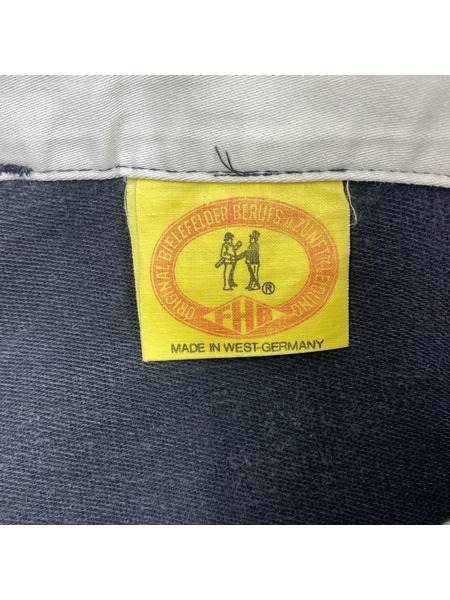 ORIGINAL BIELEFELDER BERUFS u. ZUNFTKLEIDUNG
®
FHB
MADE IN WEST-GERMANY